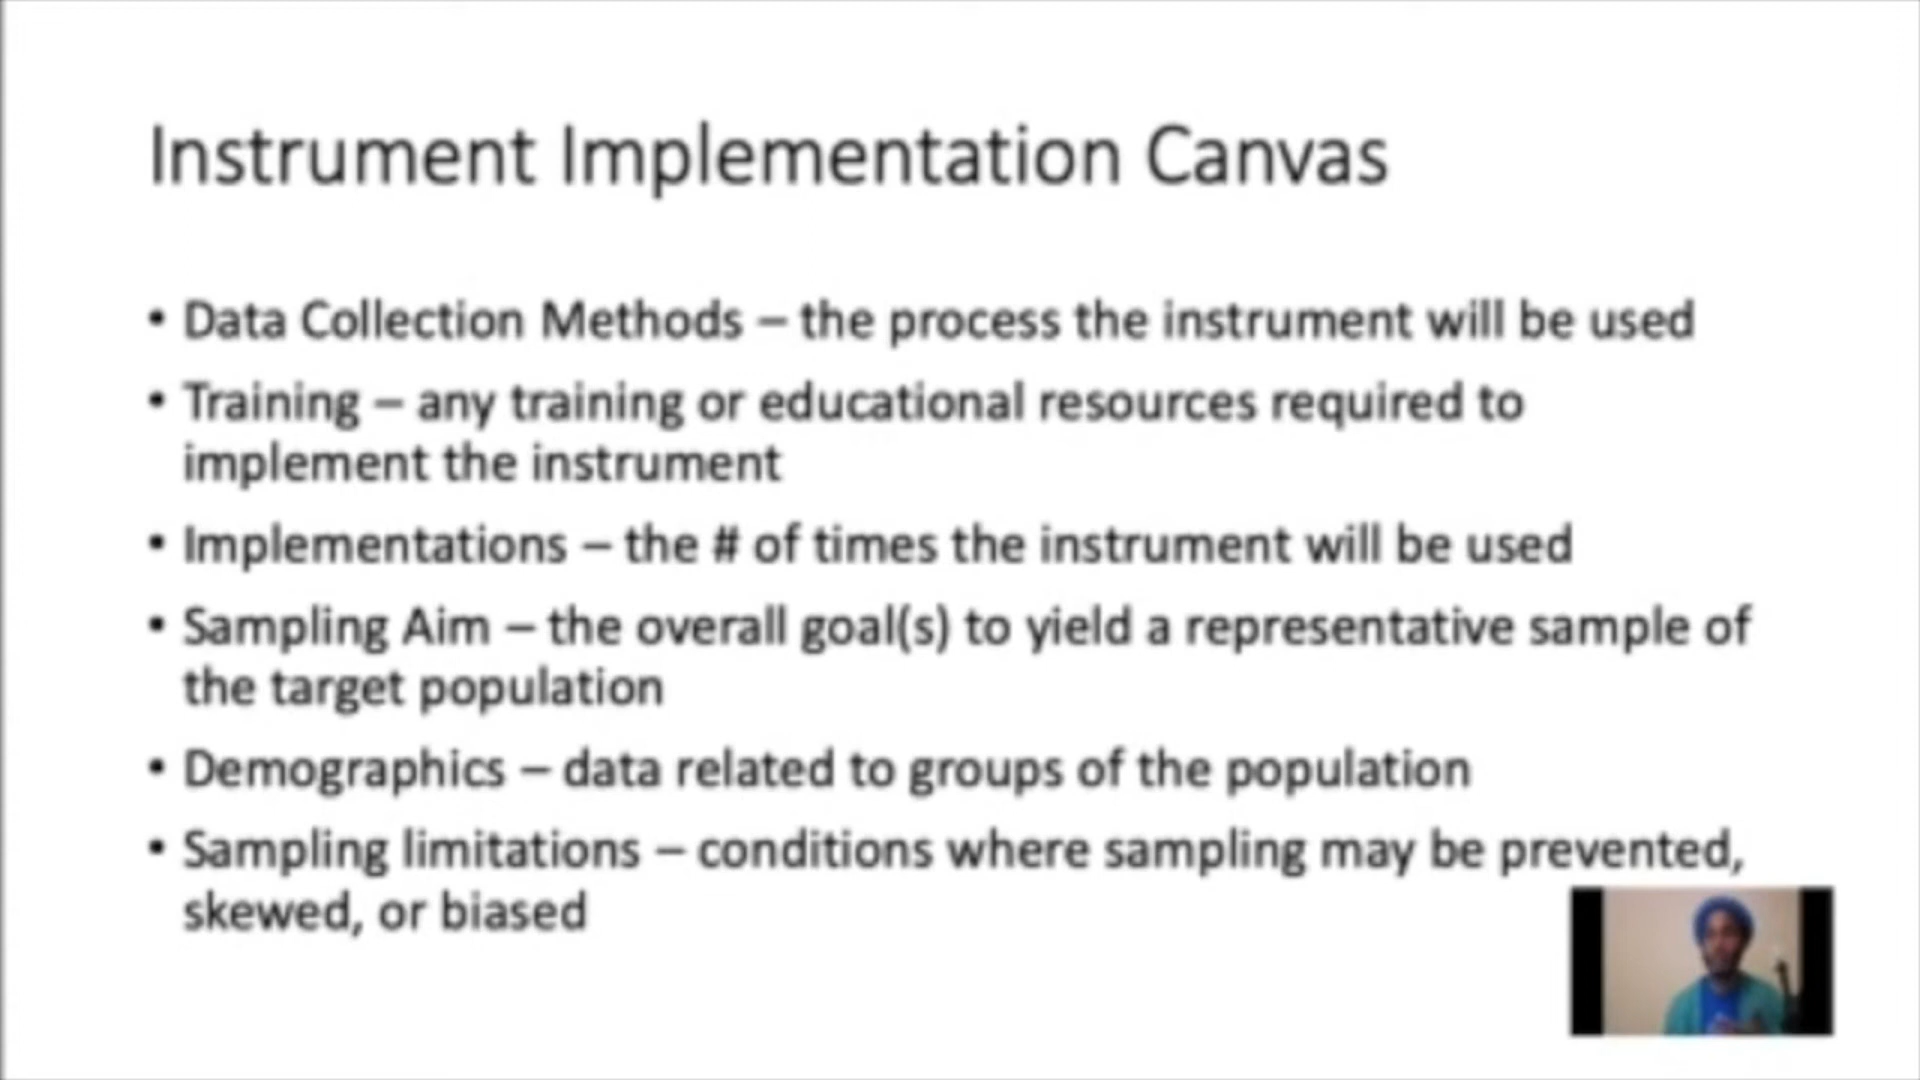 Instrument Implementation Canvas
• Data Collection Methods – the process the instrument will be used
• Training – any training or educational resources required to
implement the instrument
• Implementations – the # of times the instrument will be used
• Sampling Aim – the overall goal(s) to yield a representative sample of
the target population
• Demographics – data related to groups of the population
• Sampling limitations – conditions where sampling may be prevented,
skewed, or biased